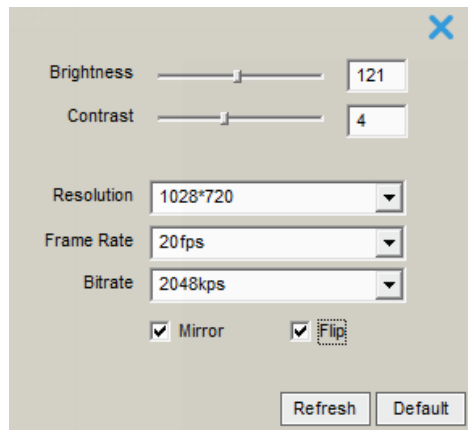 Brightness 121
Contrast 4
Resolution 1028*720
Frame Rate 20fps
Bitrate 2048kps
Mirror Flip
Refresh Default